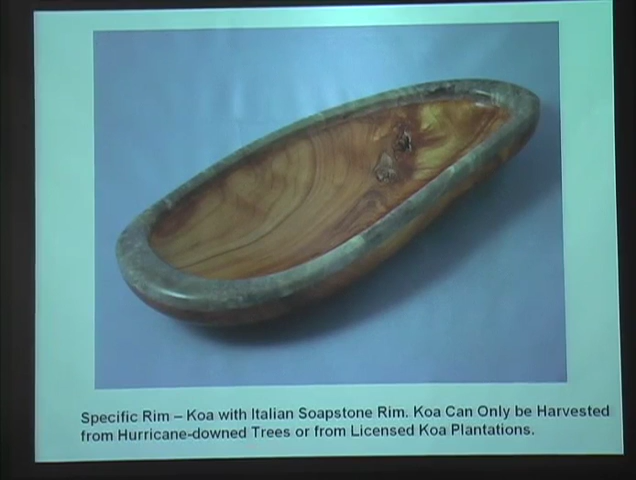 Specific Rim – Koa with Italian Soapstone Rim. Koa Can Only be Harvested
from Hurricane-downed Trees or from Licensed Koa Plantations.